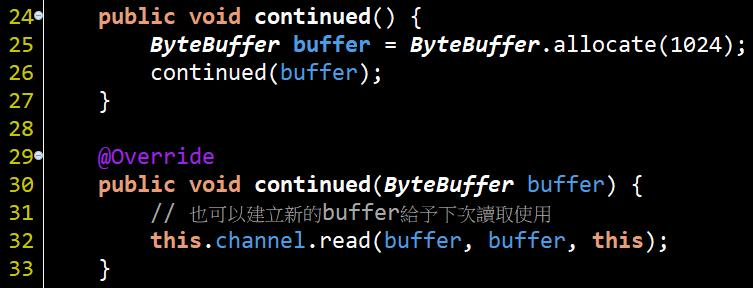 24 public void continued() {
25 ByteBuffer buffer = ByteBuffer.allocate(1024);
26 continued(buffer);
27 }
28
29 @Override
30 public void continued(ByteBuffer buffer) {
31 // 也可以建立新的buffer給予下次讀取使用
32 this.channel.read(buffer, buffer, this);
33 }